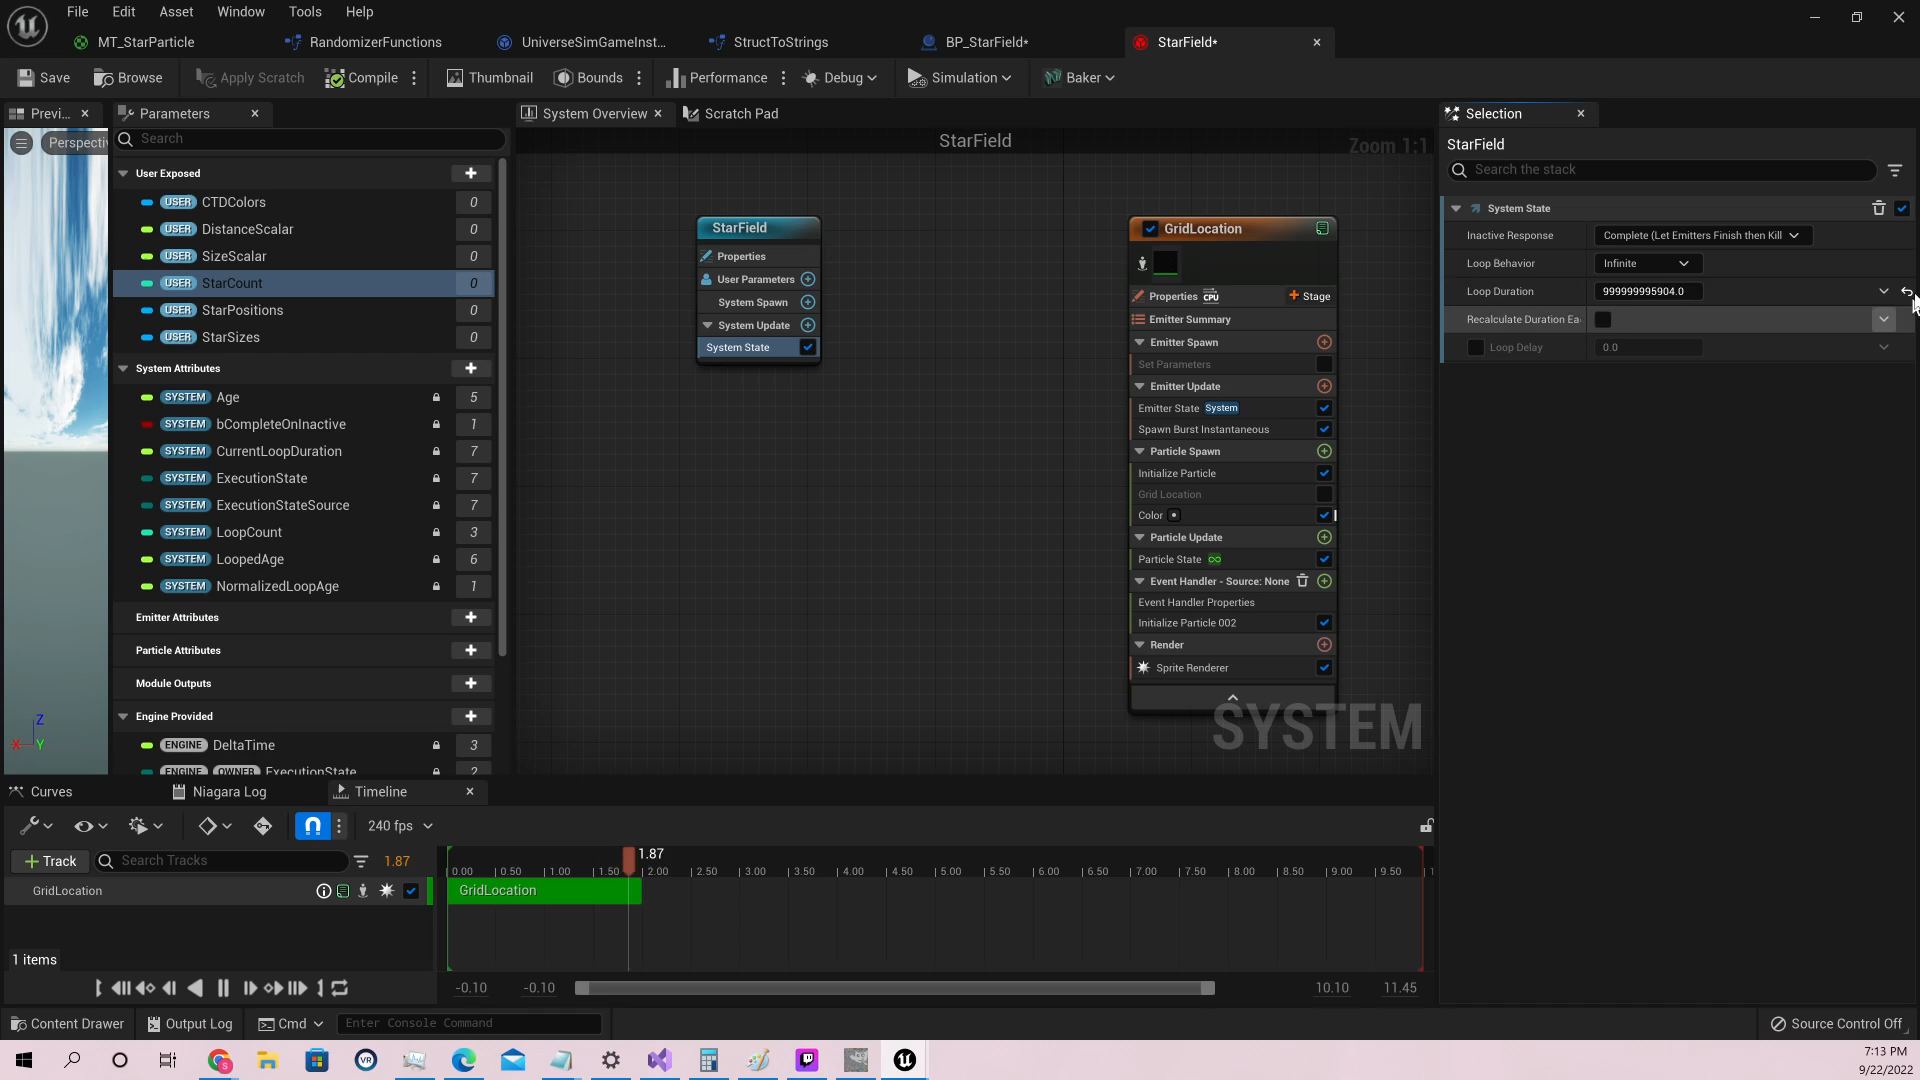 File Edit Asset Window Tools Help
MT_StarParticle RandomizerFunctions UniverseSimGameInst... StructToStrings BP_StarField* StarField*
Save Browse Apply Scratch Compile Thumbnail Bounds Performance Debug Simulation Baker
Previ... Parameters System Overview Scratch Pad Selection
Perspecti Search StarField Zoom 1:1 StarField
Search the stack
User Exposed
USER CTDColors 0
USER DistanceScalar 0
USER SizeScalar 0
USER StarCount 0
USER StarPositions 0
USER StarSizes 0
System Attributes
SYSTEM Age 5
SYSTEM bCompleteOnInactive 1
SYSTEM CurrentLoopDuration 7
SYSTEM ExecutionState 7
SYSTEM ExecutionStateSource 7
SYSTEM LoopCount 3
SYSTEM LoopedAge 6
SYSTEM NormalizedLoopAge 1
Emitter Attributes
Particle Attributes
Module Outputs
Engine Provided
ENGINE DeltaTime 3
ENGINE OWNER ExecutionState 2
Z
X Y
StarField
Properties
User Parameters
System Spawn
System Update
System State
GridLocation
Properties CPU Stage
Emitter Summary
Emitter Spawn
Set Parameters
Emitter Update
Emitter State System
Spawn Burst Instantaneous
Particle Spawn
Initialize Particle
Grid Location
Color
Particle Update
Particle State
Event Handler - Source: None
Event Handler Properties
Initialize Particle 002
Render
Sprite Renderer
SYSTEM
System State
Inactive Response Complete (Let Emitters Finish then Kill
Loop Behavior Infinite
Loop Duration 999999995904.0
Recalculate Duration Ea
Loop Delay 0.0
Curves Niagara Log Timeline
240 fps
Track Search Tracks 1.87
1.87
0.00 0.50 1.00 1.50 2.00 2.50 3.00 3.50 4.00 4.50 5.00 5.50 6.00 6.50 7.00 7.50 8.00 8.50 9.00 9.50 1
GridLocation GridLocation
1 items
-0.10 -0.10 10.10 11.45
Content Drawer Output Log Cmd Enter Console Command Source Control Off
7:13 PM
9/22/2022